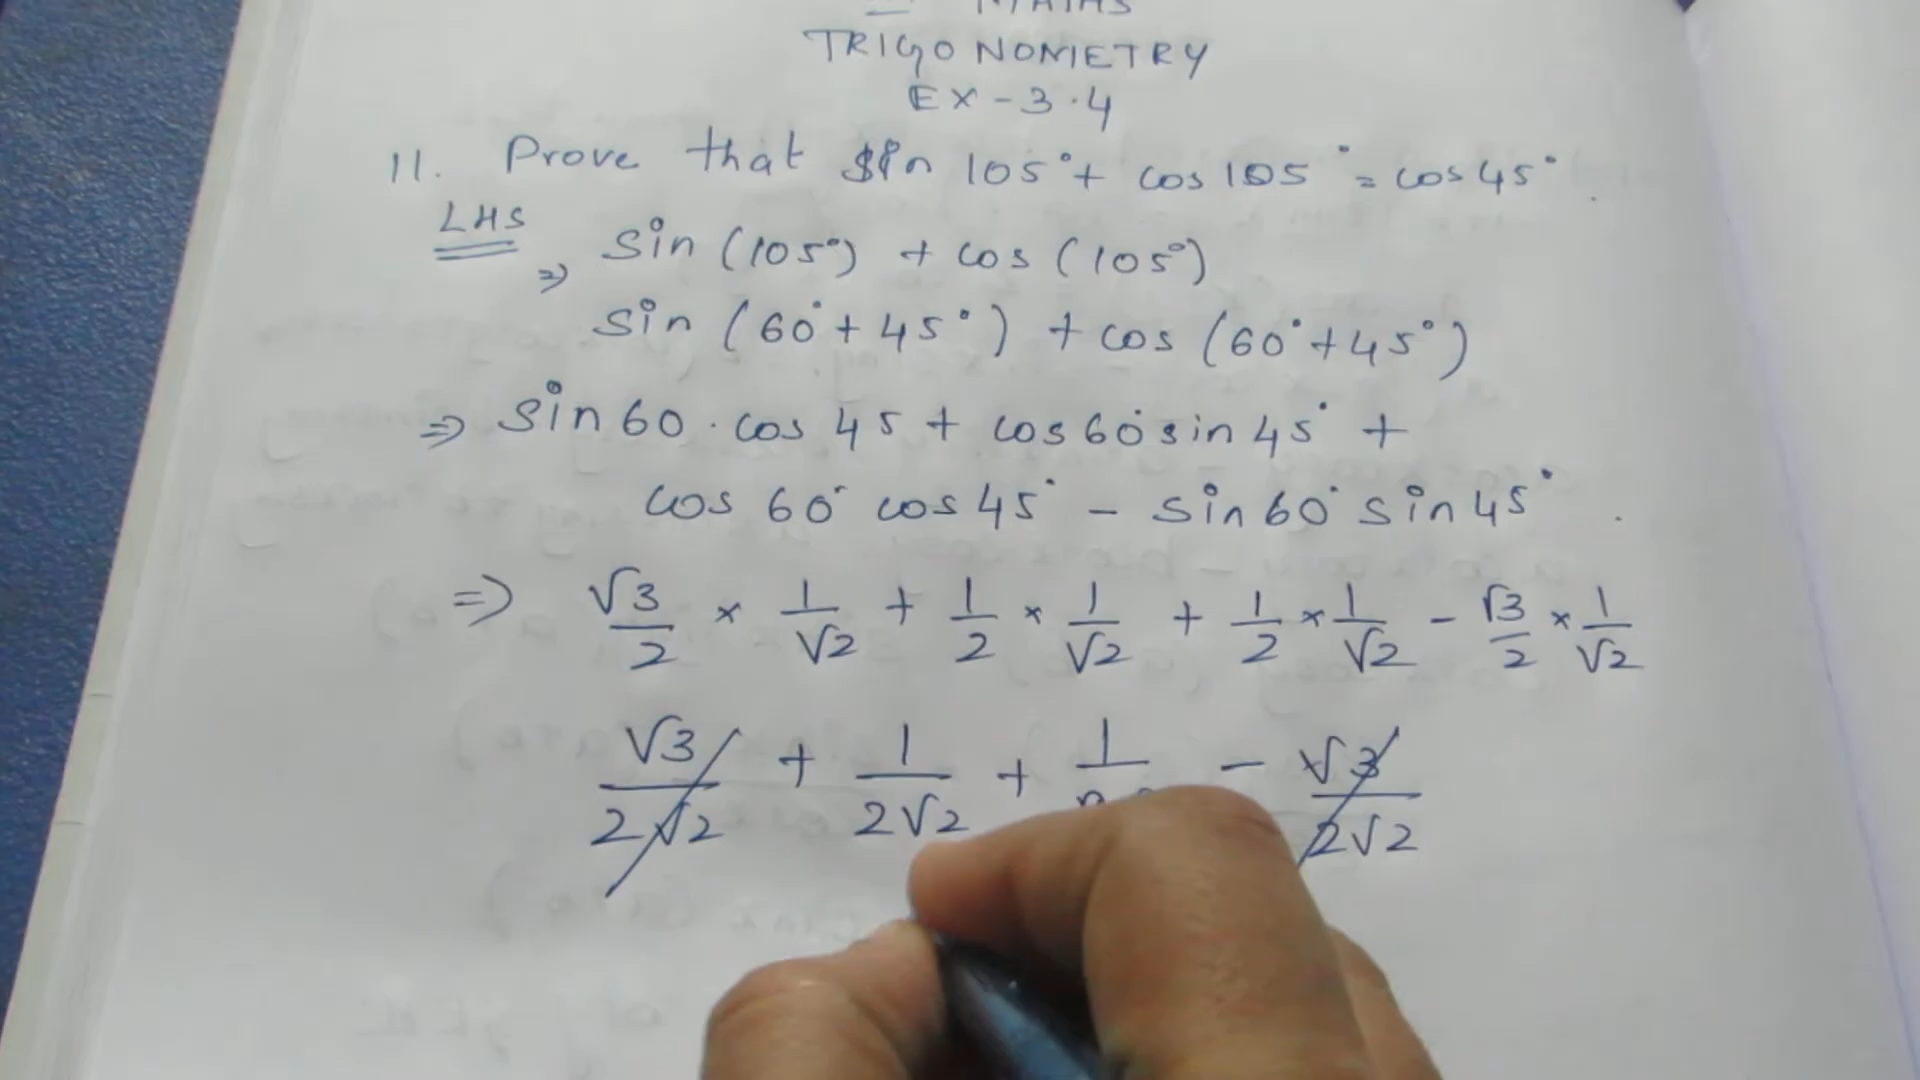 MATHS
TRIGONOMETRY
EX-3.4
11. Prove that sin 105° + cos 105° = cos 45°.
LHS
⇒ sin (105°) + cos (105°)
sin (60° + 45°) + cos (60° + 45°)
⇒ sin 60 . cos 45 + cos 60° sin 45° +
cos 60° cos 45° - sin 60° sin 45° .
⇒ √3/2 × 1/√2 + 1/2 × 1/√2 + 1/2 × 1/√2 - √3/2 × 1/√2
√3/2√2 + 1/2√2 + 1 - √3/2√2